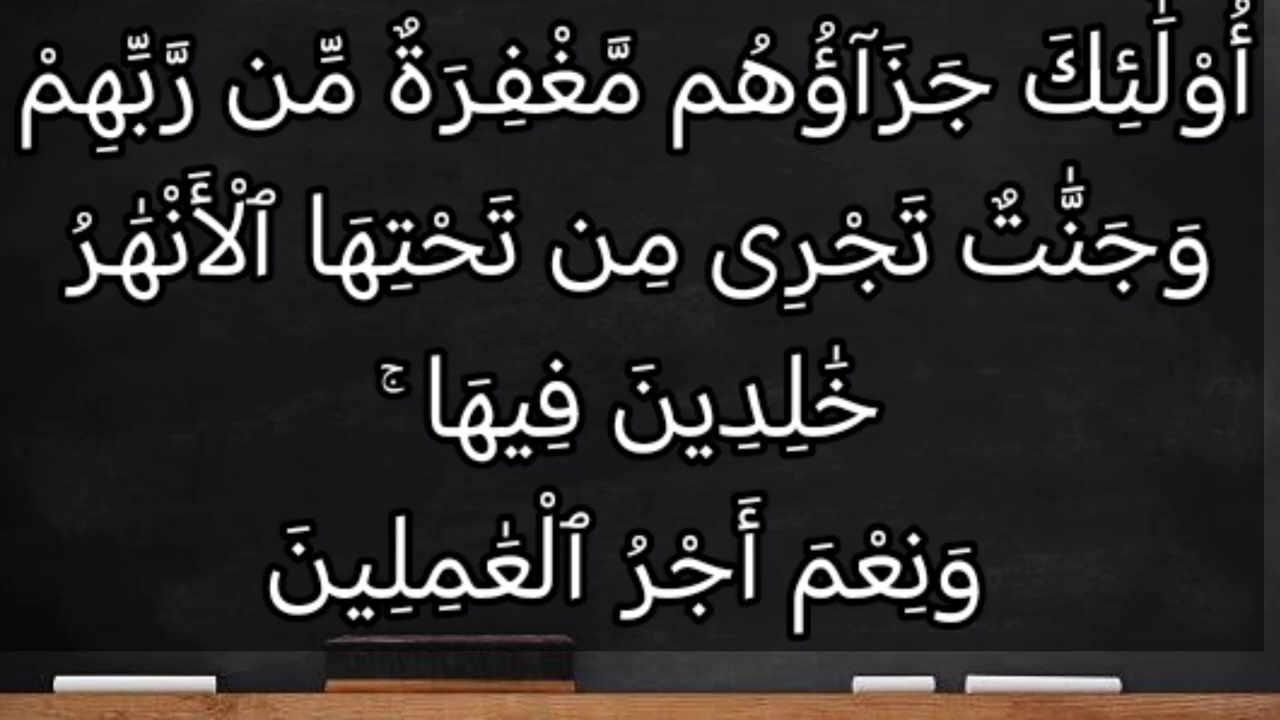 أُوْلَٰٓئِكَ جَزَآؤُهُم مَّغْفِرَةٌ مِّن رَّبِّهِمْ
وَجَنَّٰتٌ تَجْرِى مِن تَحْتِهَا ٱلْأَنْهَٰرُ
خَٰلِدِينَ فِيهَا ۚ
وَنِعْمَ أَجْرُ ٱلْعَٰمِلِينَ